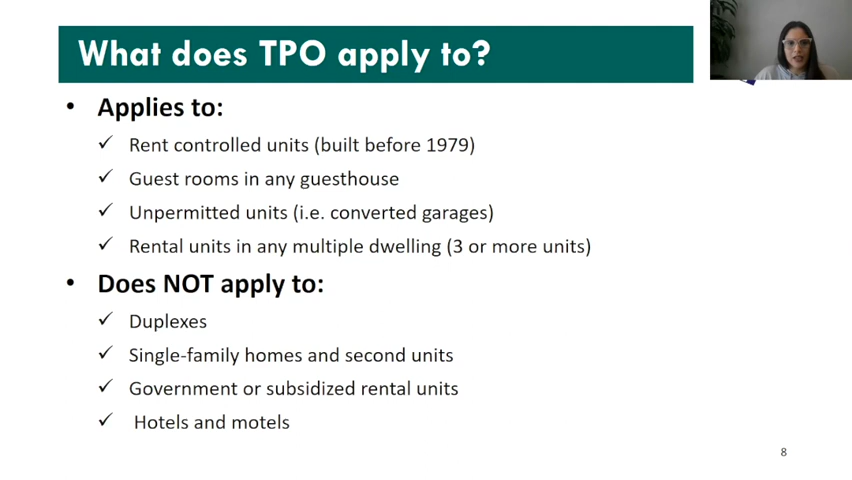 What does TPO apply to?
• Applies to:
✓ Rent controlled units (built before 1979)
✓ Guest rooms in any guesthouse
✓ Unpermitted units (i.e. converted garages)
✓ Rental units in any multiple dwelling (3 or more units)
• Does NOT apply to:
✓ Duplexes
✓ Single-family homes and second units
✓ Government or subsidized rental units
✓ Hotels and motels
8